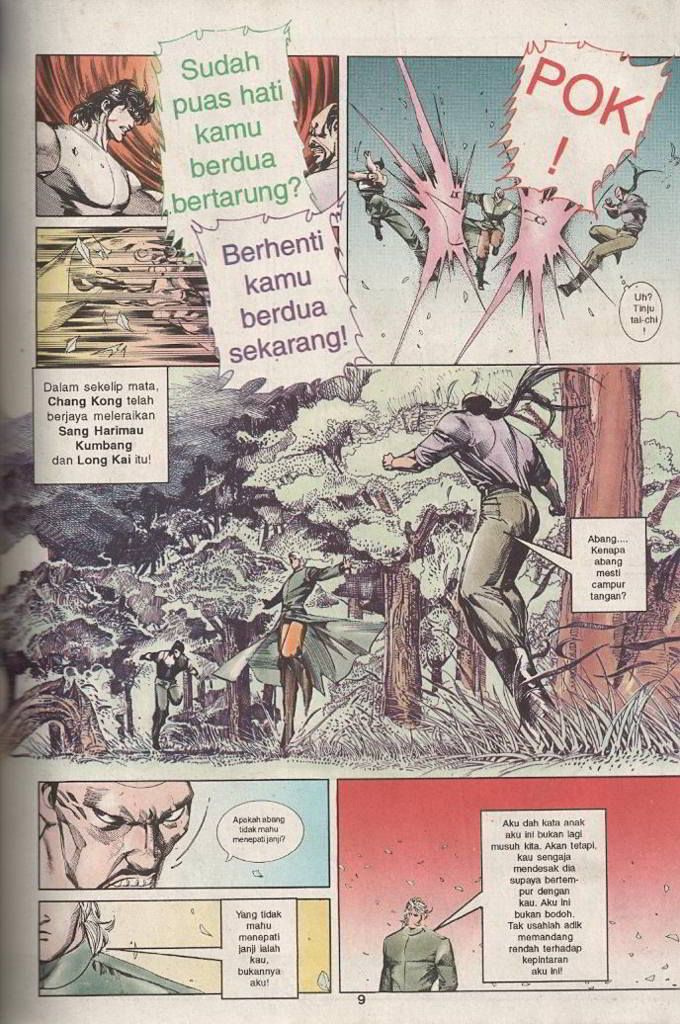 Sudah
puas hati
kamu
berdua
bertarung?
Berhenti
kamu
berdua
sekarang!
POK
!
Uh?
Tinju
tai-chi
!
Dalam sekelip mata,
Chang Kong telah
berjaya meleraikan
Sang Harimau
Kumbang
dan Long Kai itu!
Abang....
Kenapa
abang
mesti
campur
tangan?
Apakah abang
tidak mahu
menepati janji?
Yang tidak
mahu
menepati
janji ialah
kau,
bukannya
aku!
Aku dah kata anak
aku ini bukan lagi
musuh kita. Akan tetapi,
kau sengaja
mendesak dia
supaya bertem-
pur dengan
kau. Aku ini
bukan bodoh.
Tak usahlah adik
memandang
rendah terhadap
kepintaran
aku ini!
9